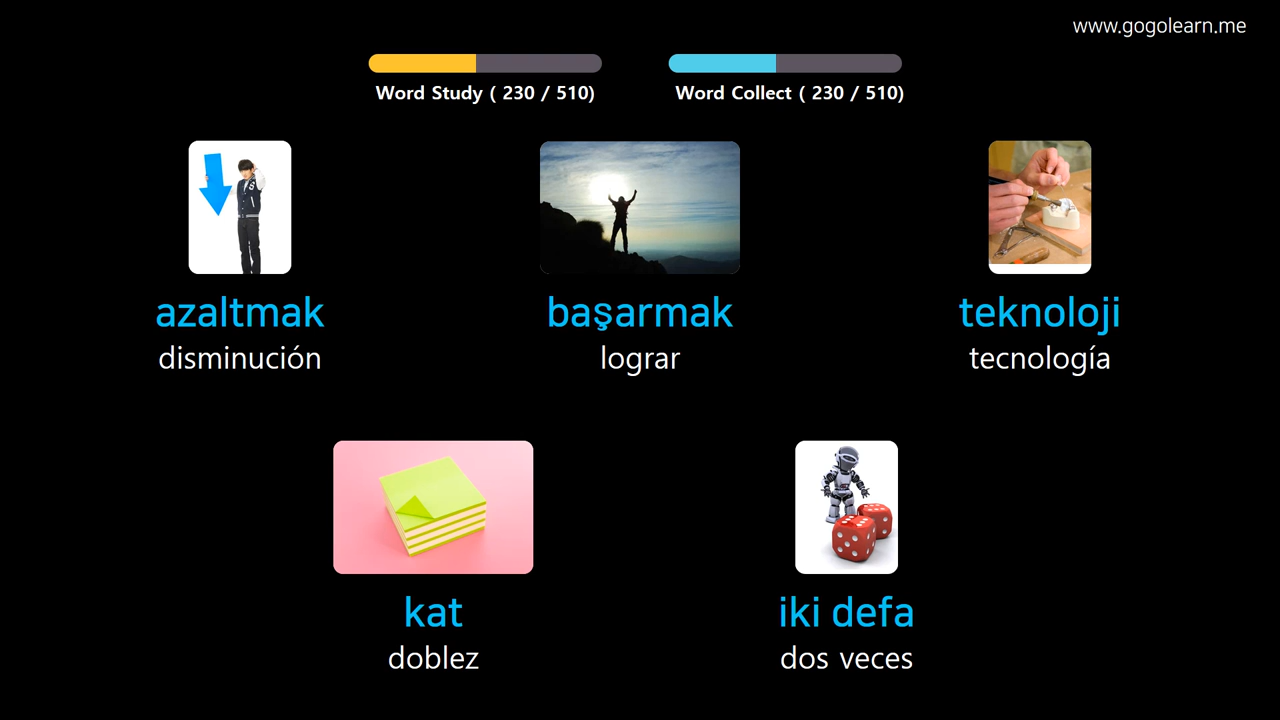 www.gogolearn.me
Word Study ( 230 / 510)
Word Collect ( 230 / 510)
azaltmak
disminución
başarmak
lograr
teknoloji
tecnología
kat
doblez
iki defa
dos veces